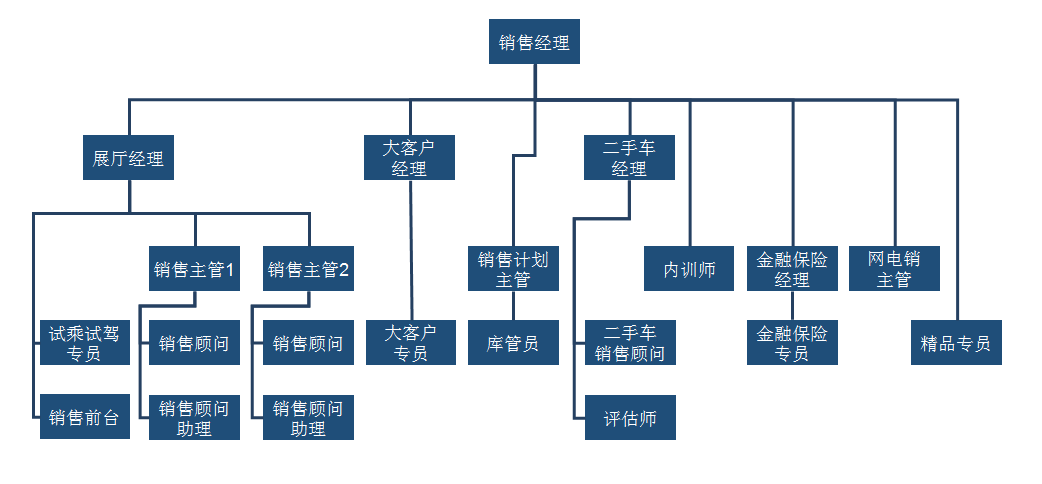 销售经理
展厅经理
大客户
经理
二手车
经理
销售主管1
销售主管2
销售计划
主管
内训师
金融保险
经理
网电销
主管
试乘试驾
专员
销售顾问
销售顾问
大客户
专员
库管员
二手车
销售顾问
金融保险
专员
精品专员
销售前台
销售顾问
助理
销售顾问
助理
评估师